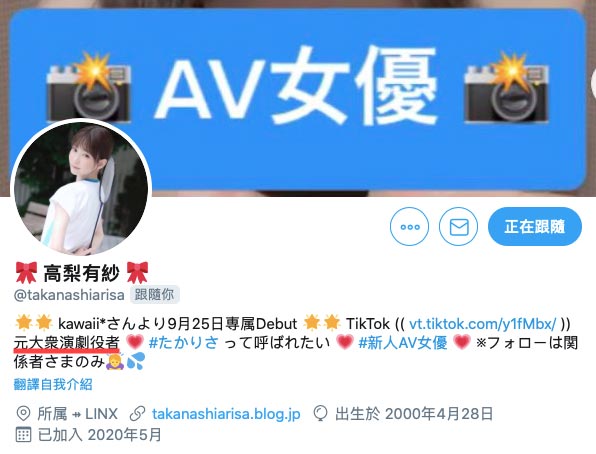 AV女優
正在跟隨
高梨有紗
@takanashiarisa 跟隨你
kawaii*さんより9月25日専属Debut 🌟🌟 TikTok (( vt.tiktok.com/y1fMbx/ ))
元大衆演劇役者 💗 #たかりさ って呼ばれたい 💗 #新人AV女優 💗 ※フォローは関
係者さまのみ🙇‍♀️💦
翻譯自我介紹
所属 ⇸ LINX takanashiarisa.blog.jp 出生於 2000年4月28日
已加入 2020年5月